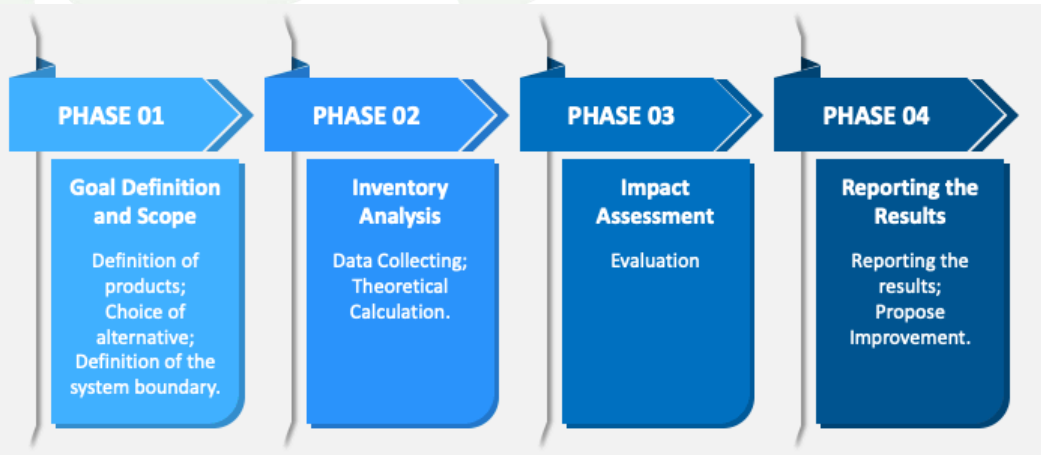 PHASE 01
Goal Definition
and Scope
Definition of
products;
Choice of
alternative;
Definition of the
system boundary.
PHASE 02
Inventory
Analysis
Data Collecting;
Theoretical
Calculation.
PHASE 03
Impact
Assessment
Evaluation
PHASE 04
Reporting the
Results
Reporting the
results;
Propose
Improvement.